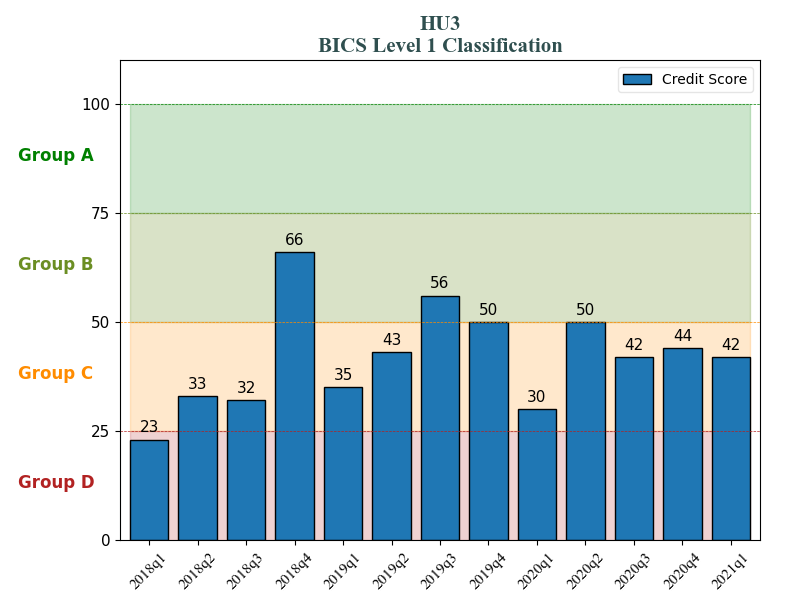 HU3
BICS Level 1 Classification
Credit Score
100
Group A
75
66
Group B
56
50
50
50
43
44
42
42
35
33
32
30
Group C
25
23
Group D
0
2018q1
2018q2
2018q3
2018q4
2019q1
2019q2
2019q3
2019q4
2020q1
2020q2
2020q3
2020q4
2021q1